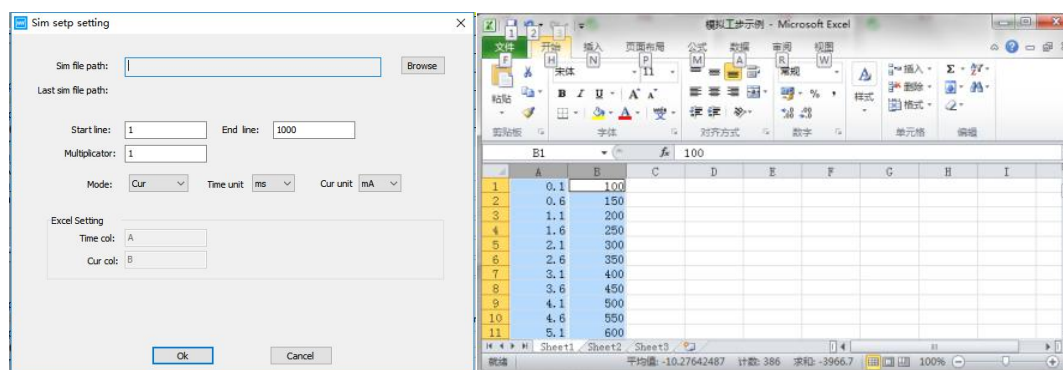 Sim setp setting
Sim file path:
Browse
Last sim file path:
Start line: 1 End line: 1000
Multiplicator: 1
Mode: Cur Time unit ms Cur unit mA
Excel Setting
Time col: A
Cur col: B
Ok Cancel
模拟工步示例 - Microsoft Excel
1 2 3
文件 开始 插入 页面布局 公式 数据 审阅 视图
F H N P M A R W
宋体 11 常规 插入
粘贴 B I U A A 样式 删除
格式
剪贴板 字体 对齐方式 数字 单元格 编辑
B1 fx 100
A B C D E F G H I
1 0.1 100
2 0.6 150
3 1.1 200
4 1.6 250
5 2.1 300
6 2.6 350
7 3.1 400
8 3.6 450
9 4.1 500
10 4.6 550
11 5.1 600
Sheet1 Sheet2 Sheet3
就绪 平均值: -10.27642487 计数: 386 求和: -3966.7 100%